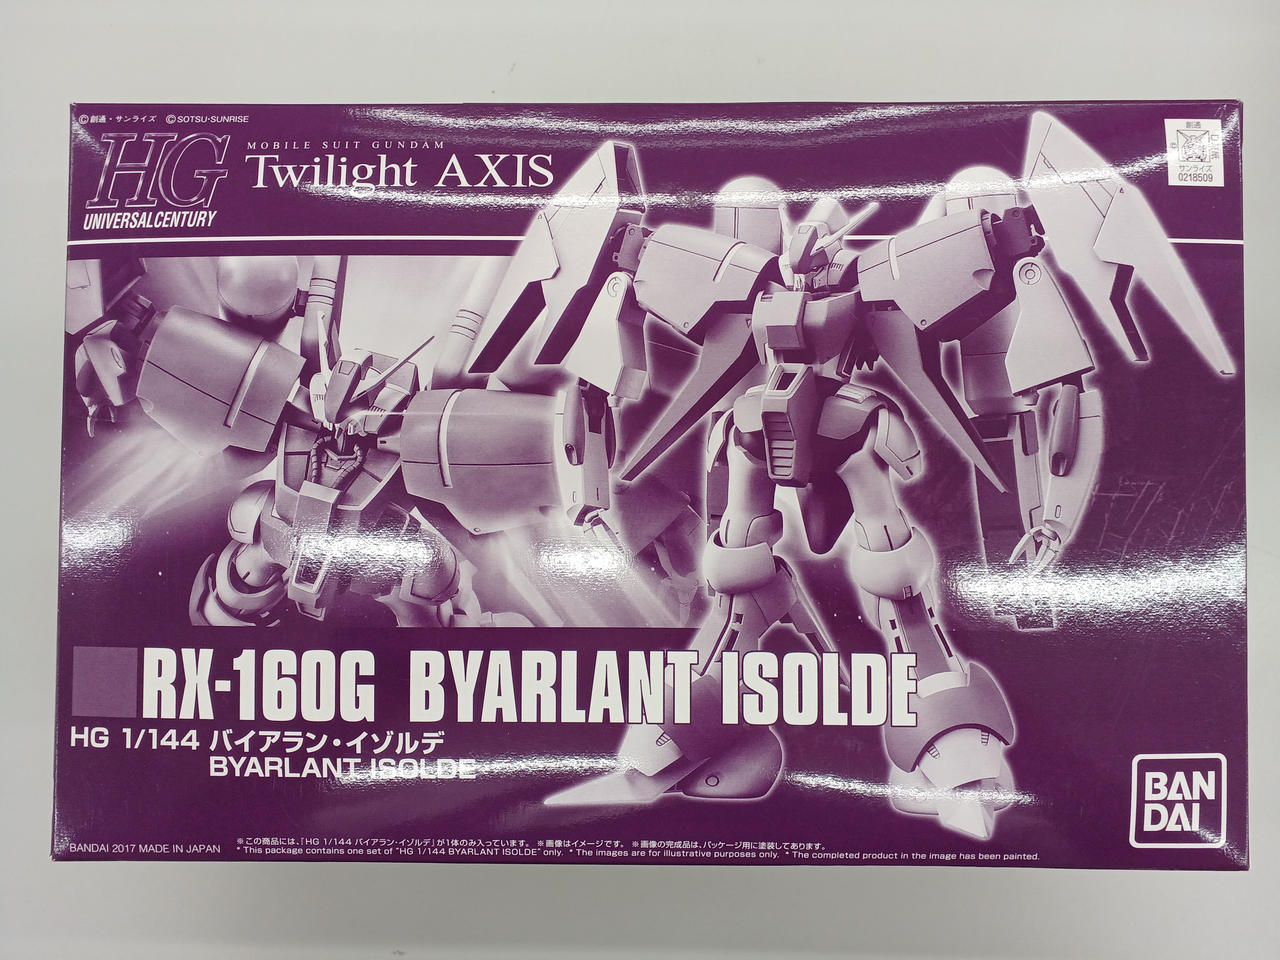 ©創通・サンライズ ©SOTSU・SUNRISE
HG
UNIVERSAL CENTURY
MOBILE SUIT GUNDAM
Twilight AXIS
創通
サンライズ
0218509
RX-160G BYARLANT ISOLDE
HG 1/144 バイアラン・イゾルデ
BYARLANT ISOLDE
BAN
DAI
BANDAI 2017 MADE IN JAPAN
※この商品には、「HG 1/144 バイアラン・イゾルデ」が1体のみ入っています。 ※画像はイメージです。 ※画像の完成品は、パッケージ用に塗装してあります。
* This package contains one set of "HG 1/144 BYARLANT ISOLDE" only. * The images are for illustrative purposes only. * The completed product in the image has been painted.